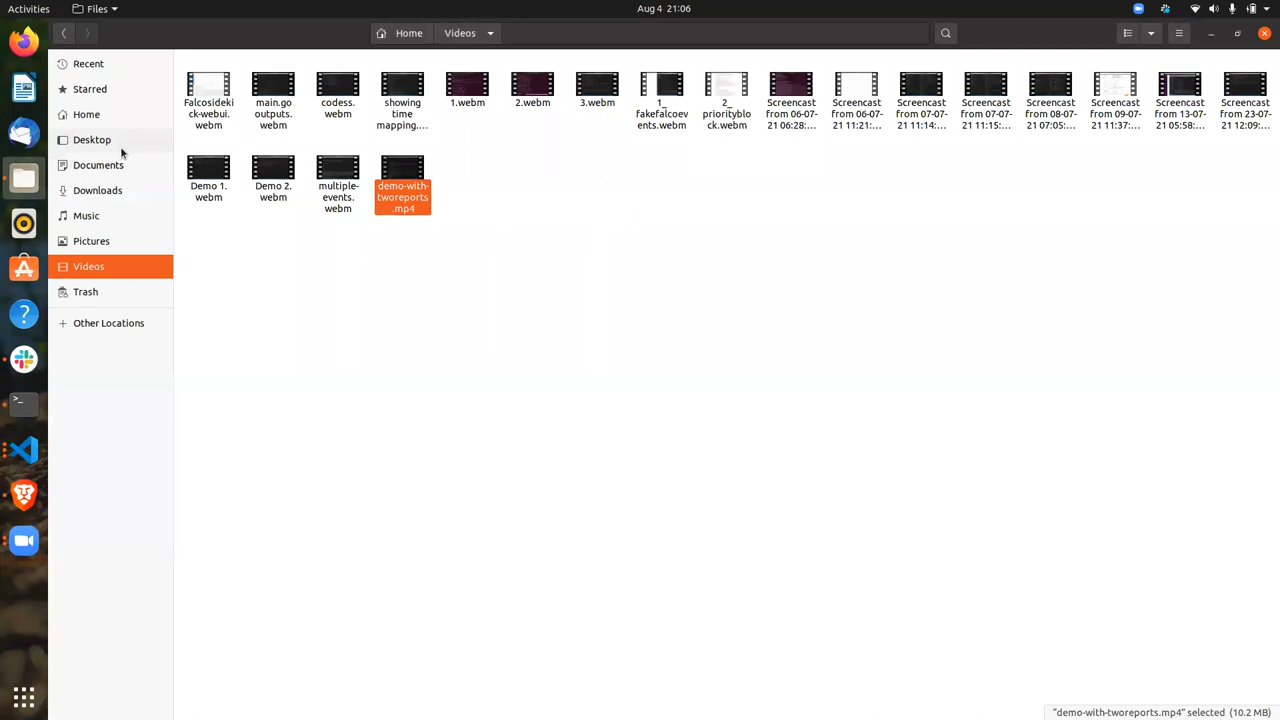 Activities
Files
Aug 4 21:06
Home
Videos
Recent
Starred
Home
Desktop
Documents
Downloads
Music
Pictures
Videos
Trash
Other Locations
Falcosideki
ck-webui.
webm
main.go
outputs.
webm
codess.
webm
showing
time
mapping....
1.webm
2.webm
3.webm
1_
fakefalcoev
ents.webm
2_
priorityblo
ck.webm
Screencast
from 06-07-
21 06:28:...
Screencast
from 06-07-
21 11:21:...
Screencast
from 07-07-
21 11:14:...
Screencast
from 07-07-
21 11:15:...
Screencast
from 08-07-
21 07:05:...
Screencast
from 09-07-
21 11:37:...
Screencast
from 13-07-
21 05:58:...
Screencast
from 23-07-
21 12:09:...
Demo 1.
webm
Demo 2.
webm
multiple-
events.
webm
demo-with-
tworeports
.mp4
"demo-with-tworeports.mp4" selected (10.2 MB)